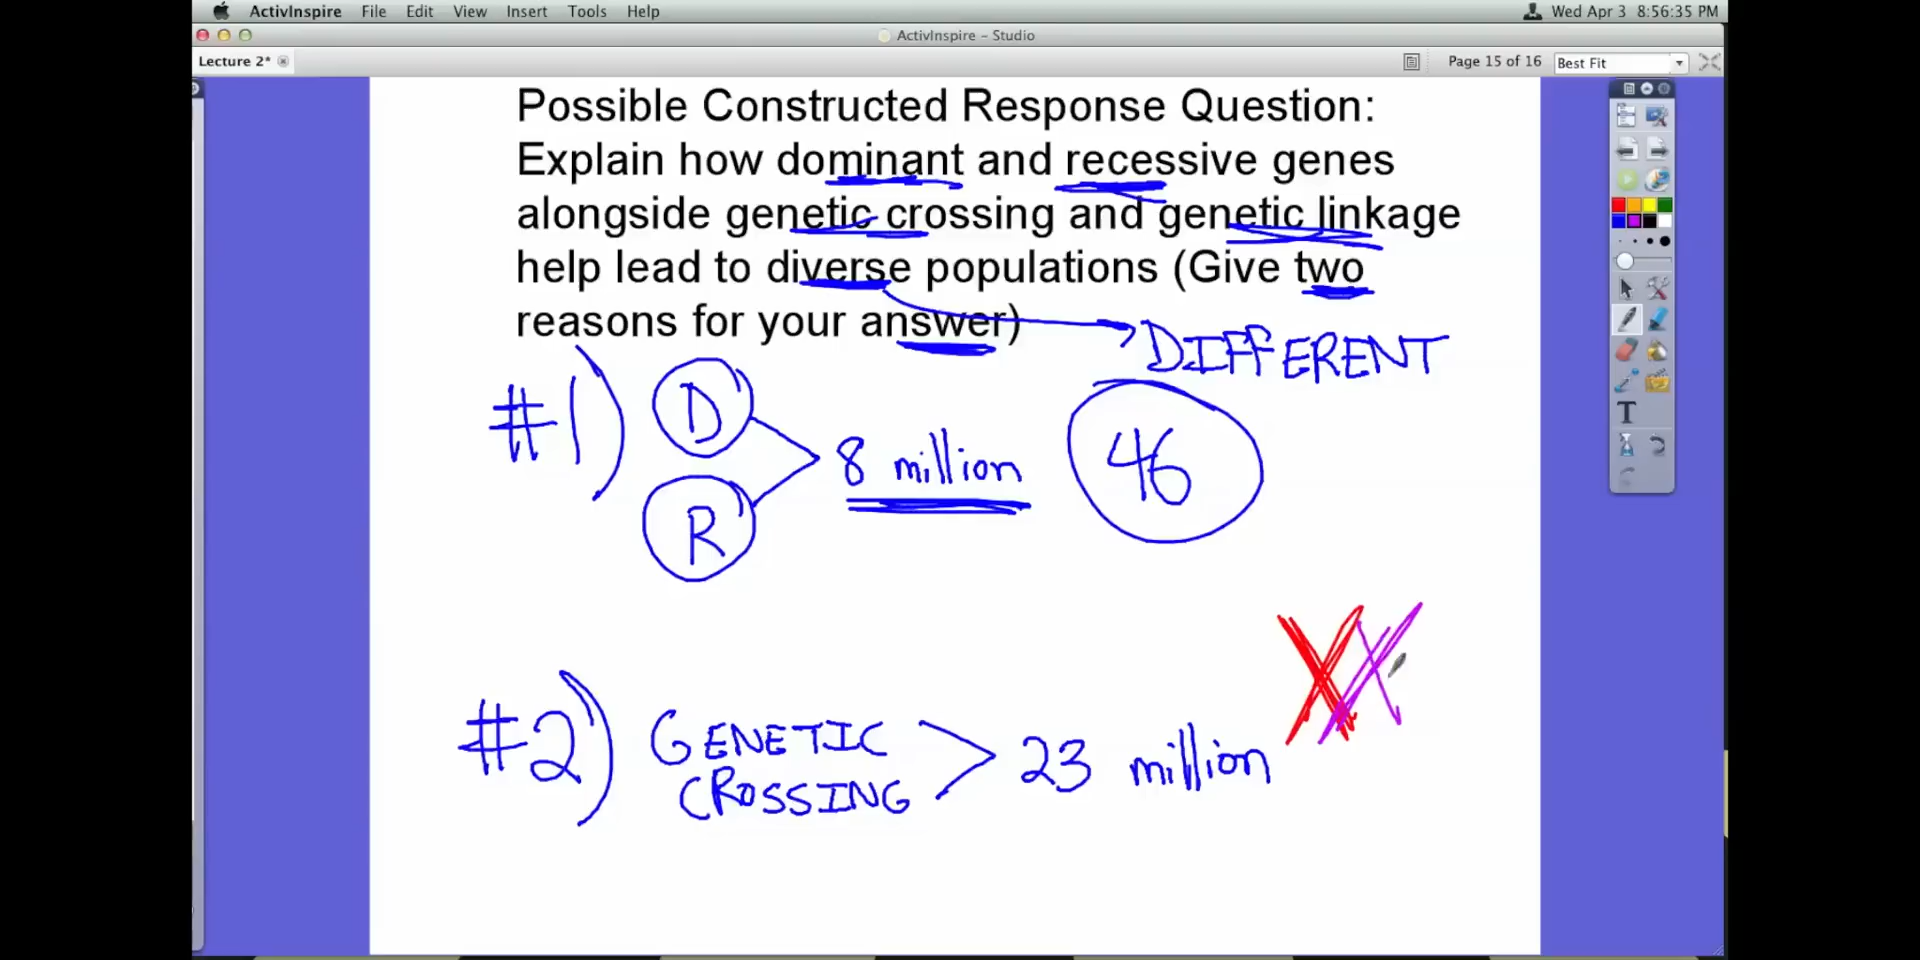 ActivInspire File Edit View Insert Tools Help Wed Apr 3 8:56:35 PM
ActivInspire - Studio
Lecture 2* Page 15 of 16 Best Fit
Possible Constructed Response Question:
Explain how dominant and recessive genes
alongside genetic crossing and genetic linkage
help lead to diverse populations (Give two
reasons for your answer)
DIFFERENT
#1) D
8 million 46
R
#2) GENETIC
CROSSING
23 million
T